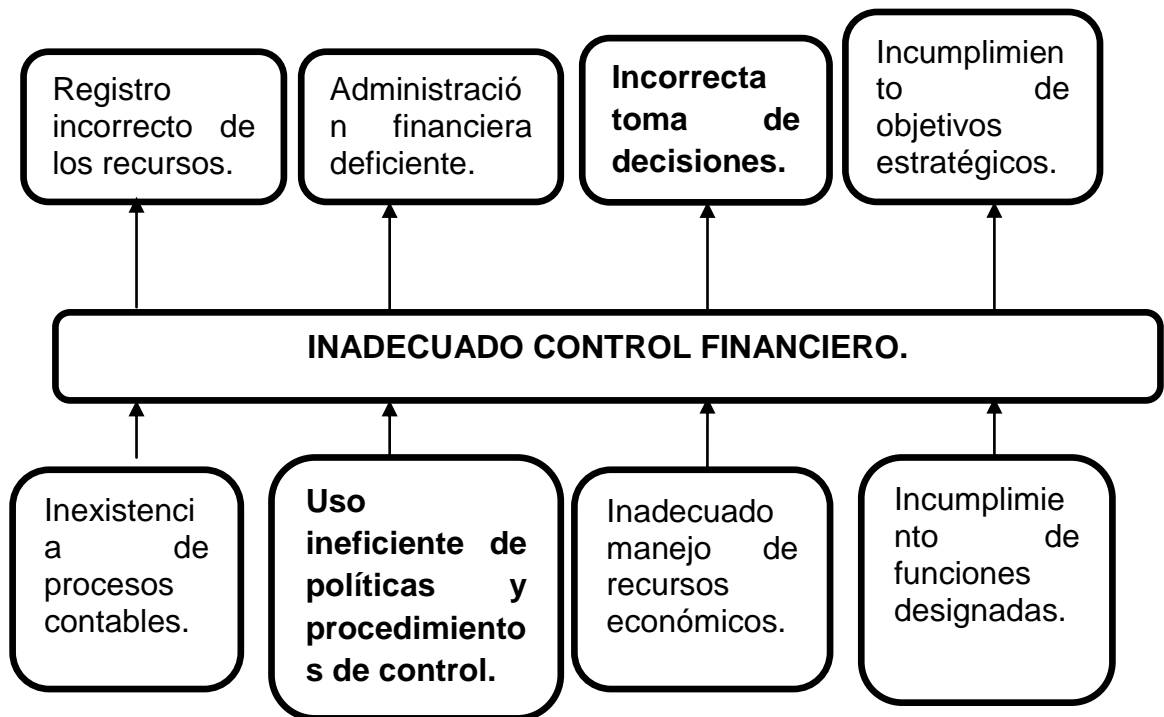 Registro
incorrecto de
los recursos.
Administració
n financiera
deficiente.
Incorrecta
toma de
decisiones.
Incumplimien
to de
objetivos
estratégicos.
INADECUADO CONTROL FINANCIERO.
Inexistenci
a de
procesos
contables.
Uso
ineficiente de
políticas y
procedimiento
s de control.
Inadecuado
manejo de
recursos
económicos.
Incumplimie
nto de
funciones
designadas.